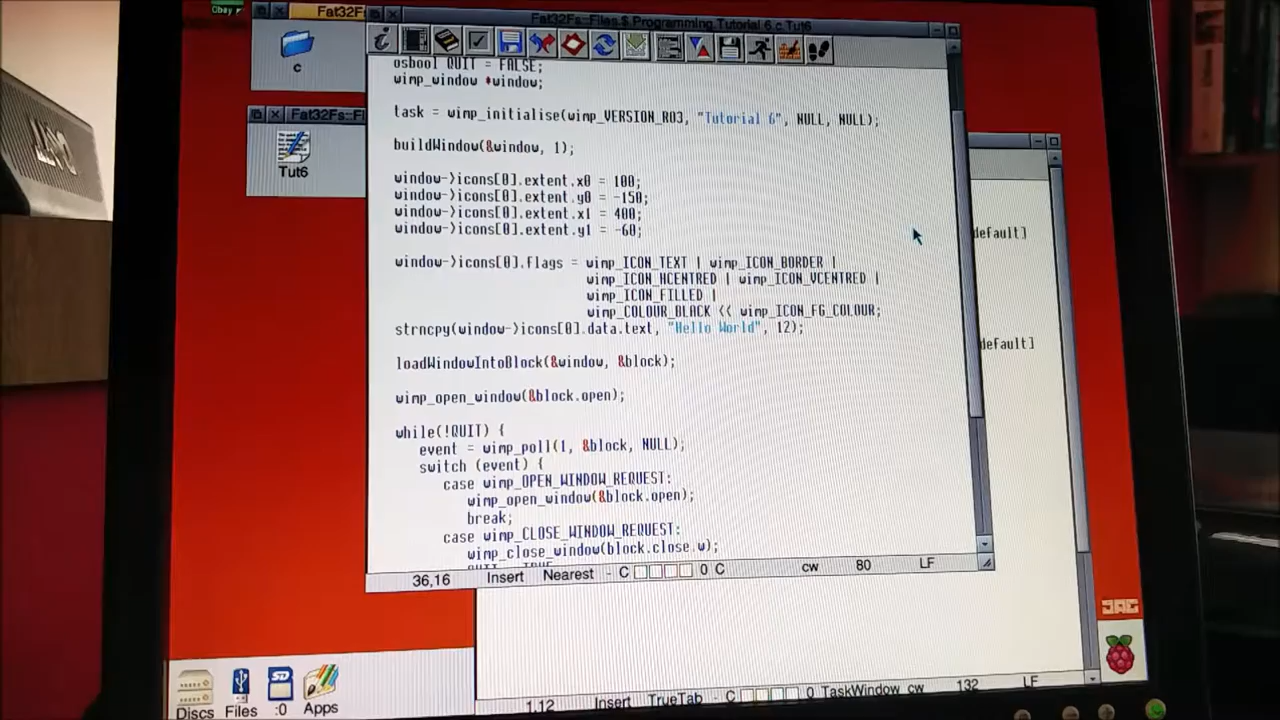 Obey
Fat32F
Fat32Fs::Files.$.Programming.Tutorial 6.c.Tut6
c
Fat32Fs::Fi
Tut6
osbool QUIT = FALSE;
wimp_window *window;
task = wimp_initialise(wimp_VERSION_RO3, "Tutorial 6", NULL, NULL);
buildWindow(&window, 1);
window->icons[0].extent.x0 = 100;
window->icons[0].extent.y0 = -150;
window->icons[0].extent.x1 = 400;
window->icons[0].extent.y1 = -60;
window->icons[0].flags = wimp_ICON_TEXT | wimp_ICON_BORDER |
wimp_ICON_HCENTRED | wimp_ICON_VCENTRED |
wimp_ICON_FILLED |
wimp_COLOUR_BLACK << wimp_ICON_FG_COLOUR;
strncpy(window->icons[0].data.text, "Hello World", 12);
loadWindowIntoBlock(&window, &block);
wimp_open_window(&block.open);
while(!QUIT) {
event = wimp_poll(1, &block, NULL);
switch (event) {
case wimp_OPEN_WINDOW_REQUEST:
wimp_open_window(&block.open);
break;
case wimp_CLOSE_WINDOW_REQUEST:
wimp_close_window(block.close.w);
QUIT = TRUE
36,16 Insert Nearest - C 0 C cw 80 LF
default]
default]
1,12 Insert TrueTab - C 0 TaskWindow cw 132 LF
Discs Files :0 Apps